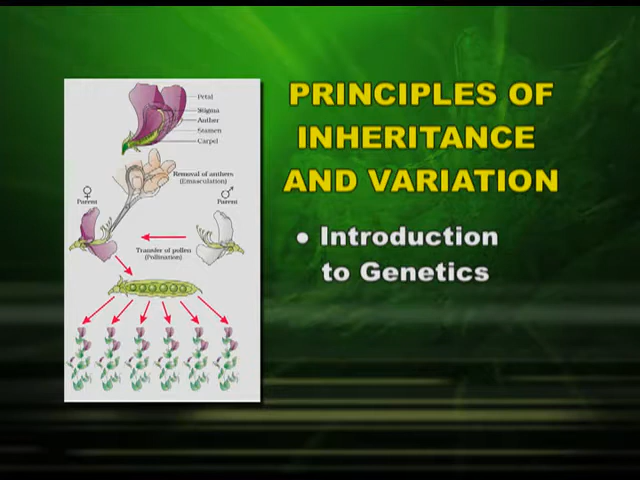 PRINCIPLES OF
INHERITANCE
AND VARIATION
● Introduction
to Genetics
Petal
Stigma
Anther
Stamen
Carpel
Removal of anthers
(Emasculation)
♀
Parent
♂
Parent
Transfer of pollen
(Pollination)